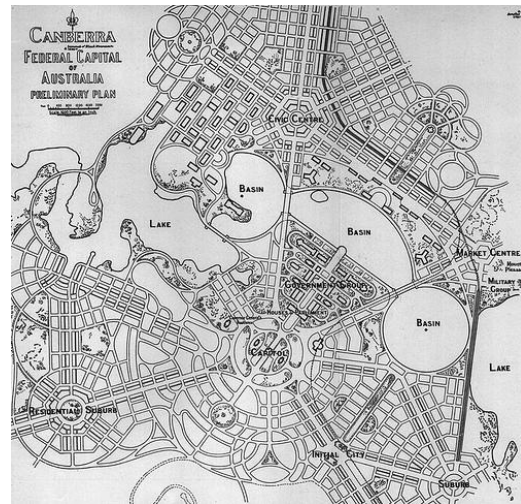 CANBERRA
FEDERAL CAPITAL
OF
AUSTRALIA
PRELIMINARY PLAN
CIVIC CENTRE
BASIN
LAKE
BASIN
MARKET CENTRE
MILITARY
GROUP
GOVERNMENT GROUP
HOUSES OF PARLIAMENT
BASIN
CAPITOL
LAKE
RESIDENTIAL SUBURB
INITIAL CITY
SUBURB